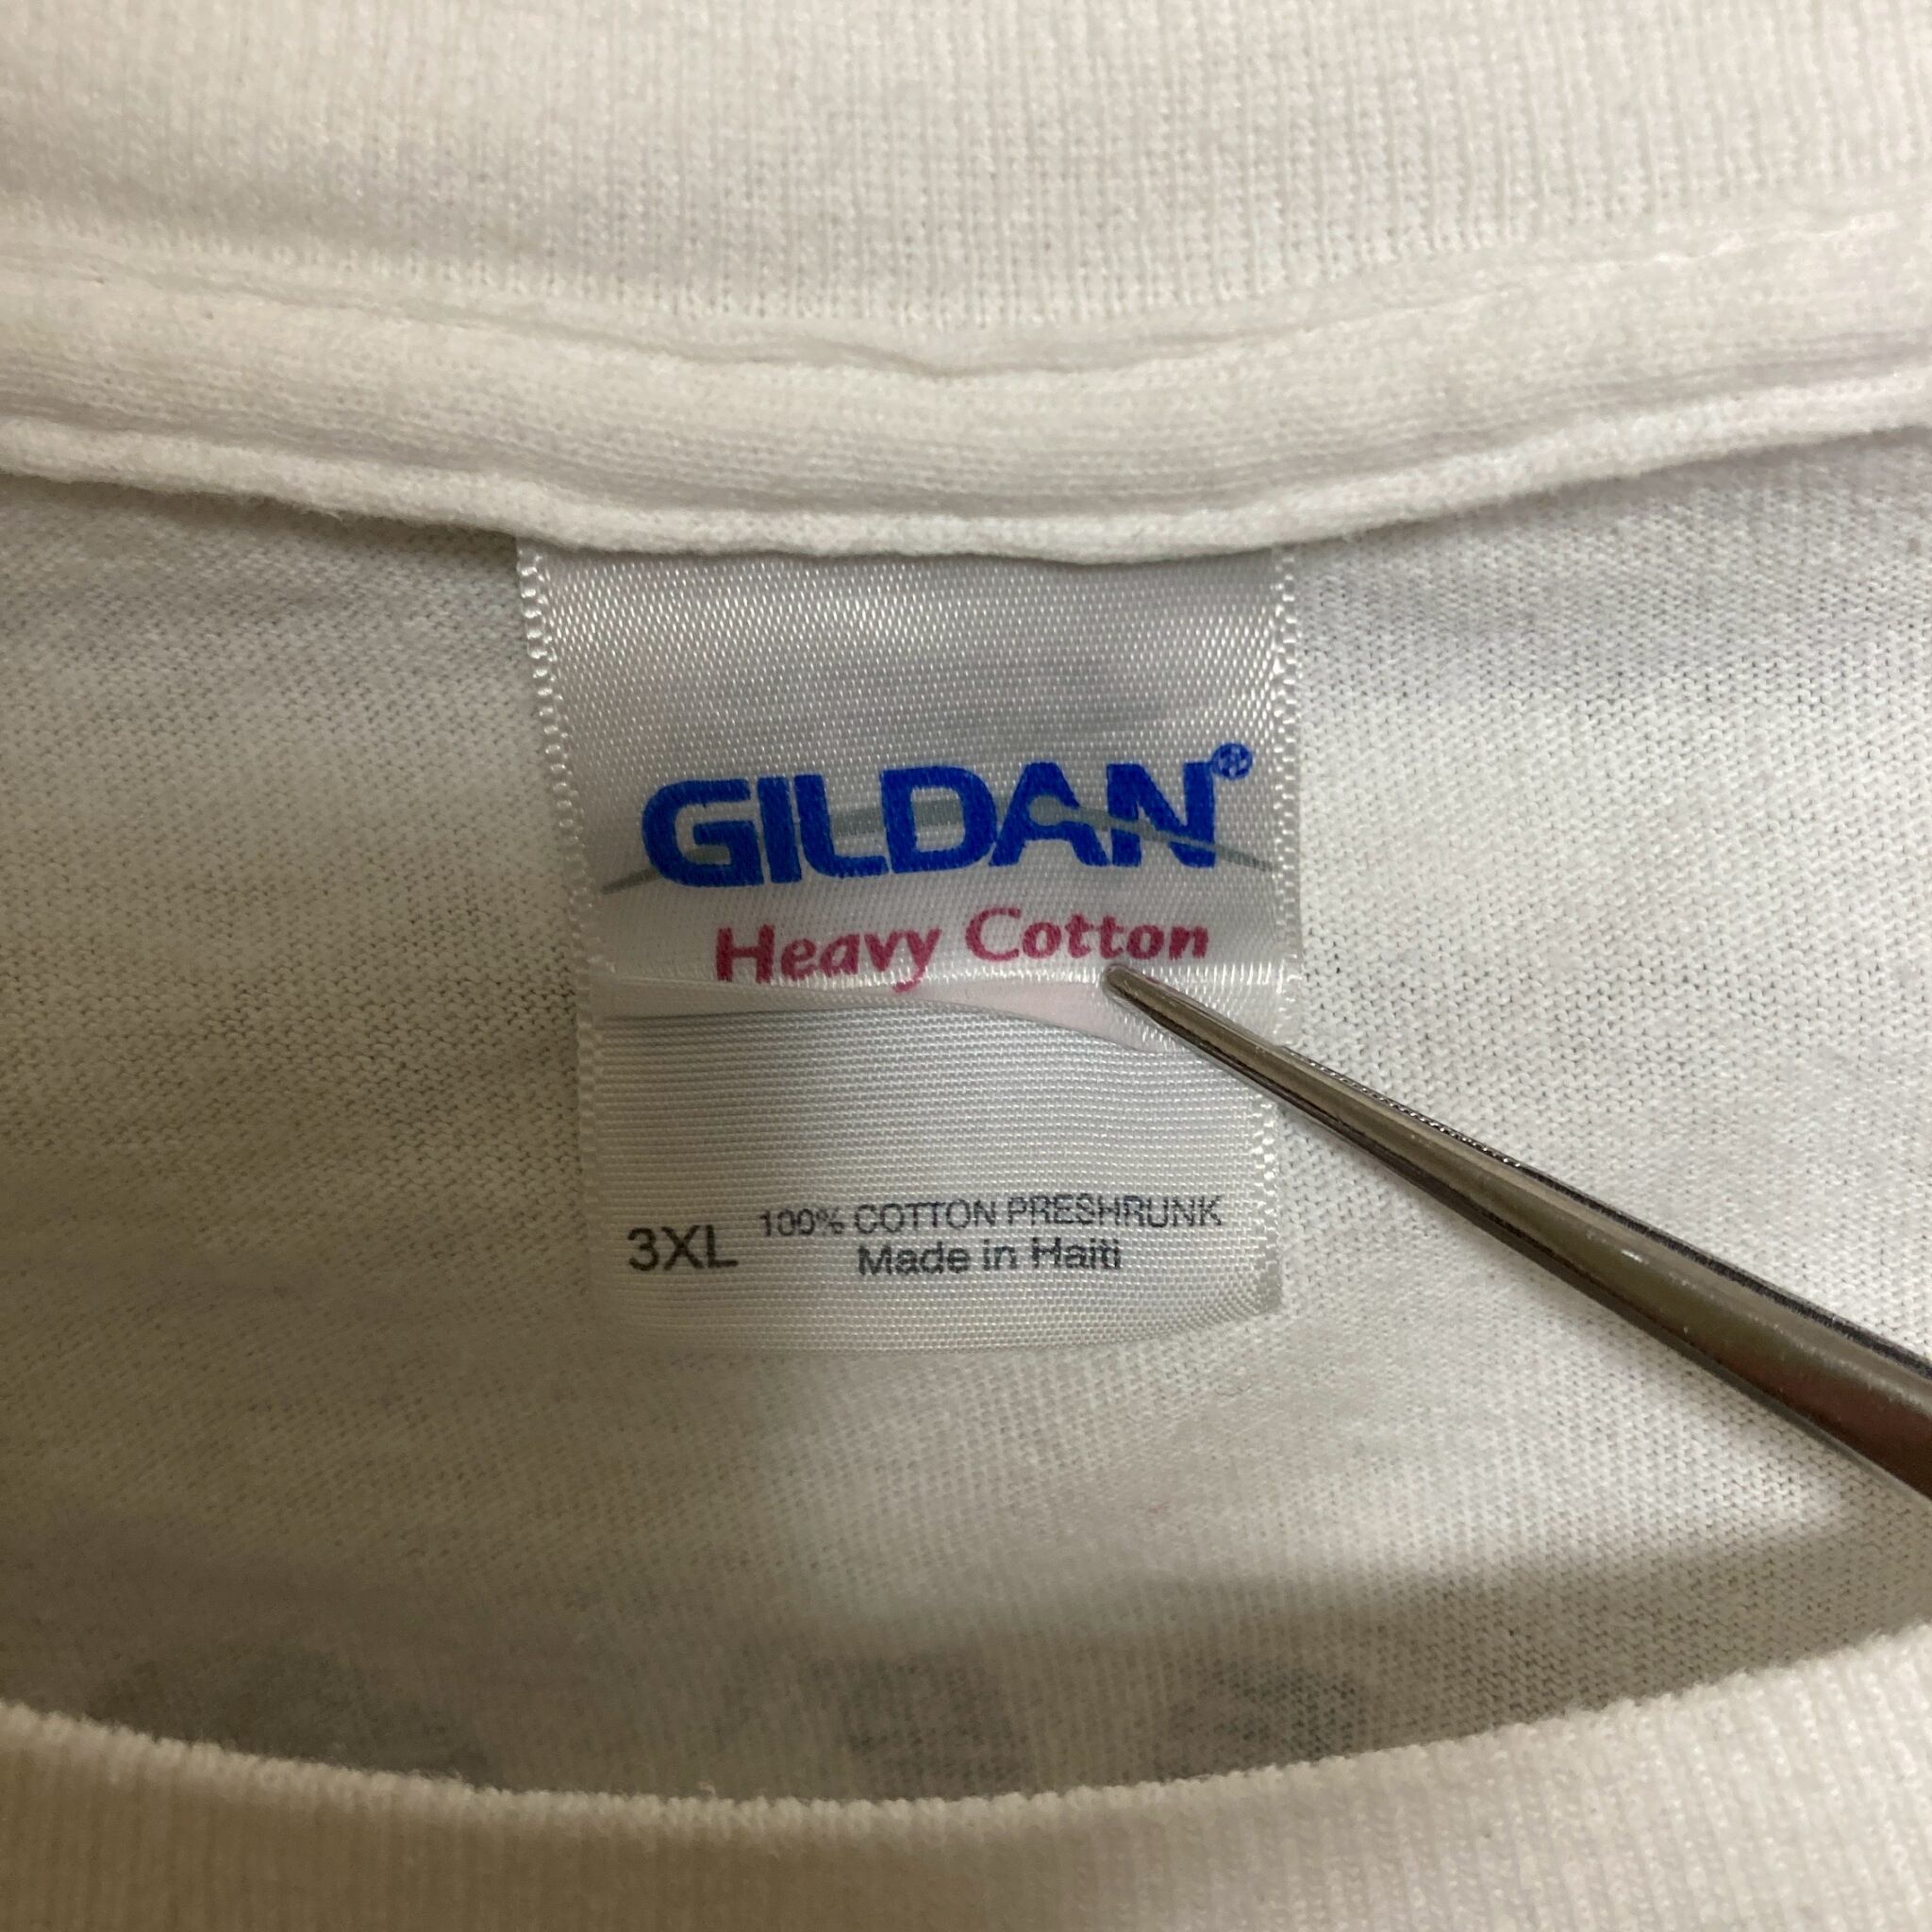 GILDAN®
Heavy Cotton
3XL 100% COTTON PRESHRUNK
Made in Haiti